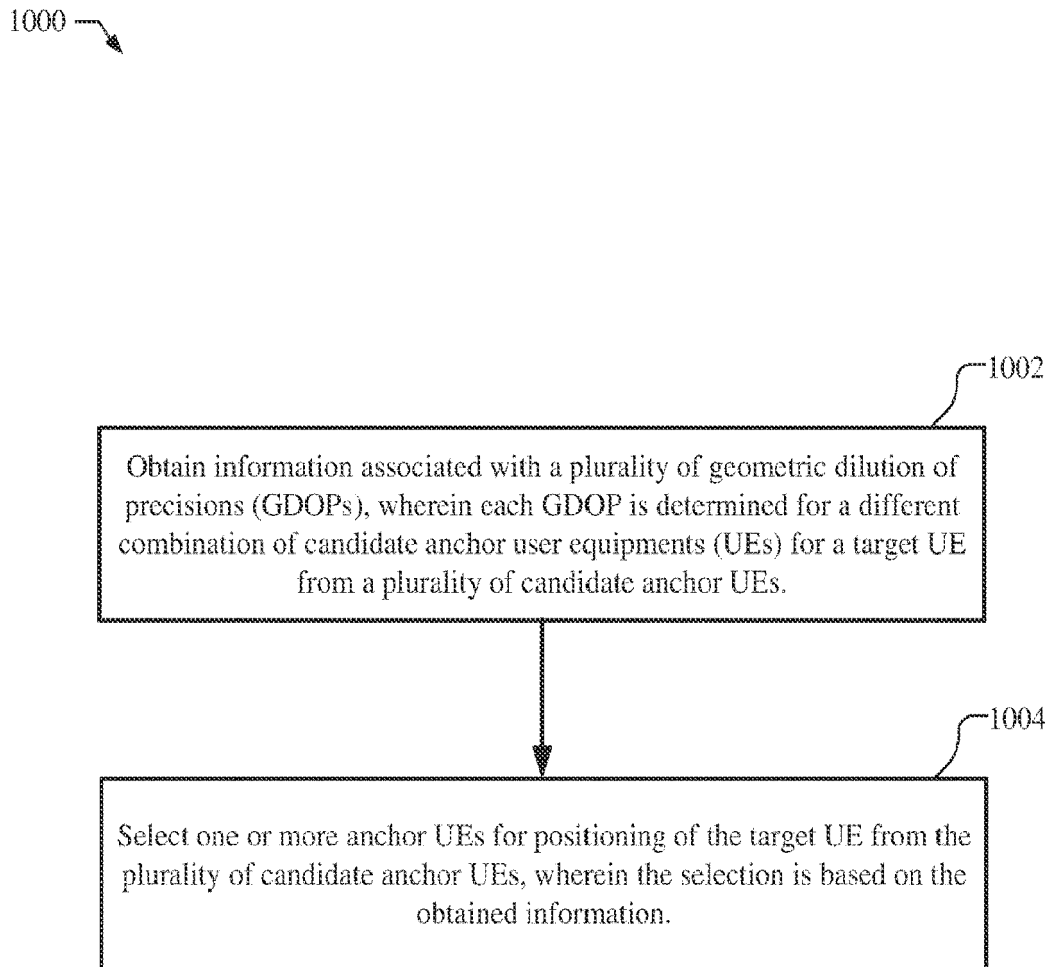 1000
1002
Obtain information associated with a plurality of geometric dilution of
precisions (GDOPs), wherein each GDOP is determined for a different
combination of candidate anchor user equipments (UEs) for a target UE
from a plurality of candidate anchor UEs.
1004
Select one or more anchor UEs for positioning of the target UE from the
plurality of candidate anchor UEs, wherein the selection is based on the
obtained information.